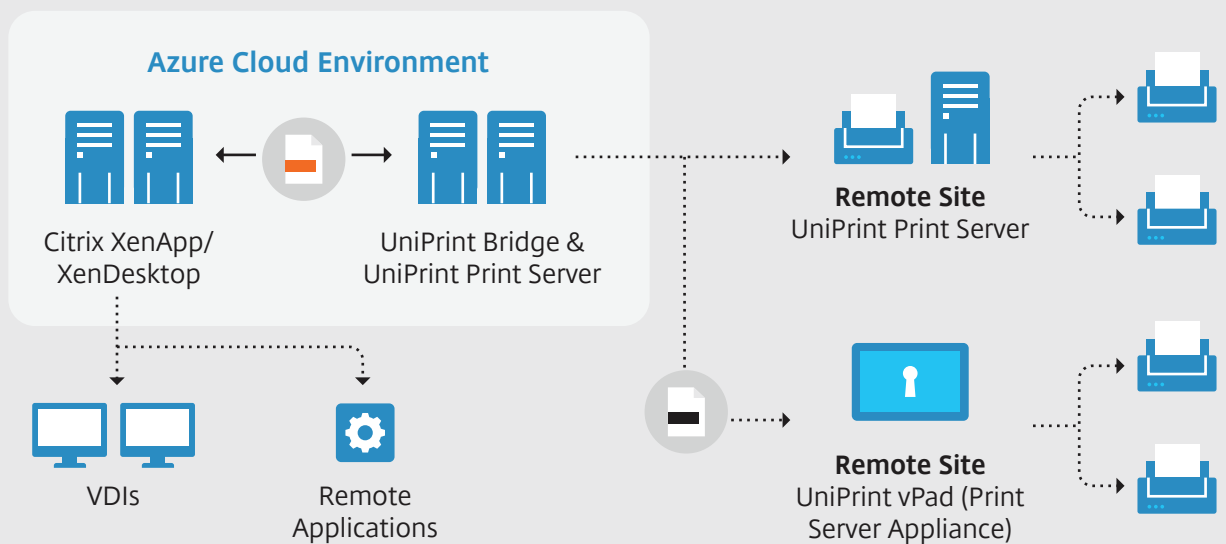 Azure Cloud Environment
Citrix XenApp/
XenDesktop
UniPrint Bridge &
UniPrint Print Server
Remote Site
UniPrint Print Server
VDIs
Remote
Applications
Remote Site
UniPrint vPad (Print
Server Appliance)